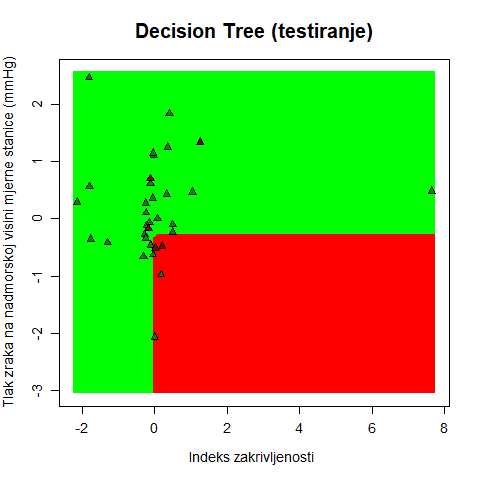 Decision Tree (testiranje)
Tlak zraka na nadmorskoj visini mjerne stanice (mmHg)
2
1
0
-1
-2
-3
-2 0 2 4 6 8
Indeks zakrivljenosti